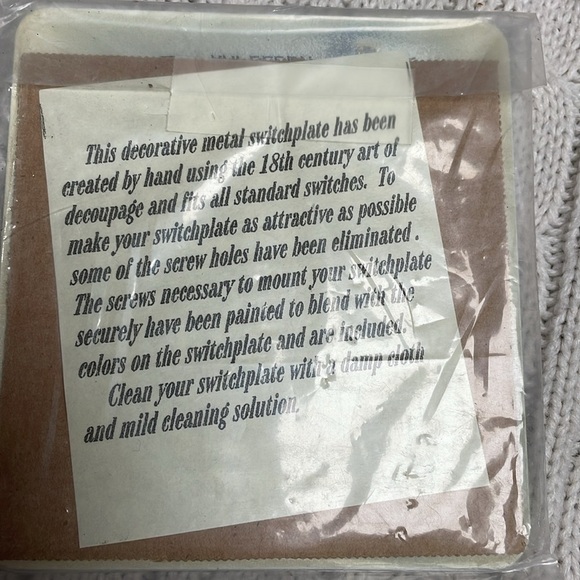 This decorative metal switchplate has been
created by hand using the 18th century art of
decoupage and fits all standard switches. To
make your switchplate as attractive as possible
some of the screw holes have been eliminated.
The screws necessary to mount your switchplate
securely have been painted to blend with the
colors on the switchplate and are included.
Clean your switchplate with a damp cloth
and mild cleaning solution.